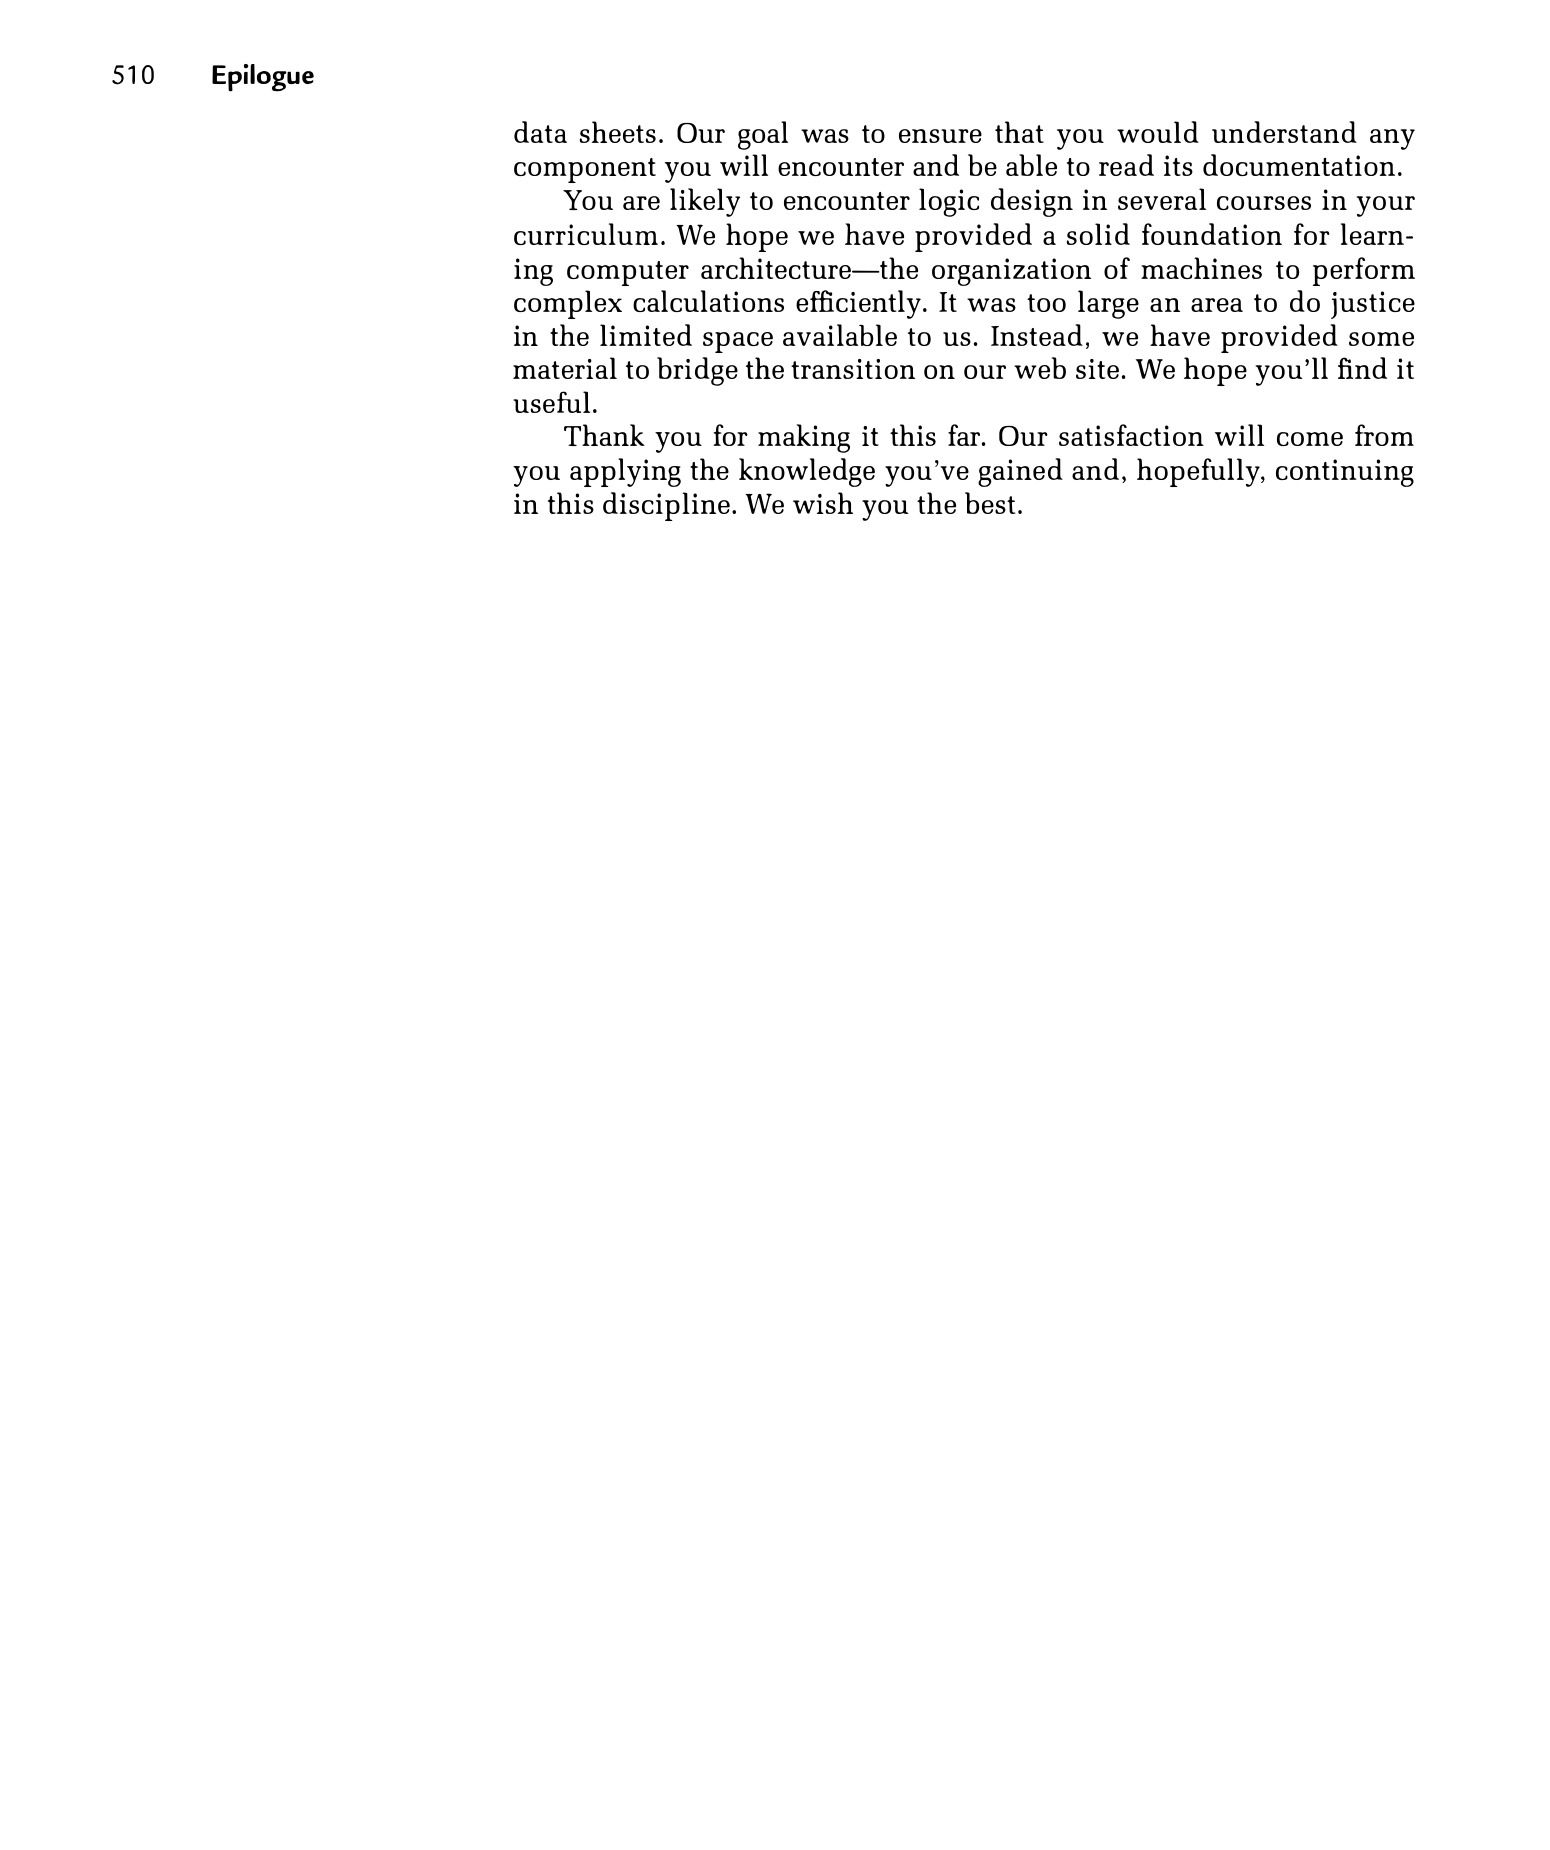 510 Epilogue
data sheets. Our goal was to ensure that you would understand any
component you will encounter and be able to read its documentation.
You are likely to encounter logic design in several courses in your
curriculum. We hope we have provided a solid foundation for learn-
ing computer architecture—the organization of machines to perform
complex calculations efficiently. It was too large an area to do justice
in the limited space available to us. Instead, we have provided some
material to bridge the transition on our web site. We hope you'll find it
useful.
Thank you for making it this far. Our satisfaction will come from
you applying the knowledge you've gained and, hopefully, continuing
in this discipline. We wish you the best.